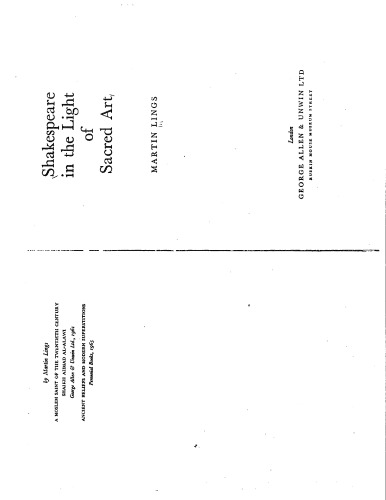 by Martin Lings
A MOSLEM SAINT OF THE TWENTIETH CENTURY
SHAIKH AHMAD AL-ALAWI
George Allen & Unwin Ltd., 1961
ANCIENT BELIEFS AND MODERN SUPERSTITIONS
Perennial Books, 1965
Shakespeare
in the Light
of
Sacred Art
MARTIN LINGS
London
GEORGE ALLEN & UNWIN LTD
RUSKIN HOUSE MUSEUM STREET